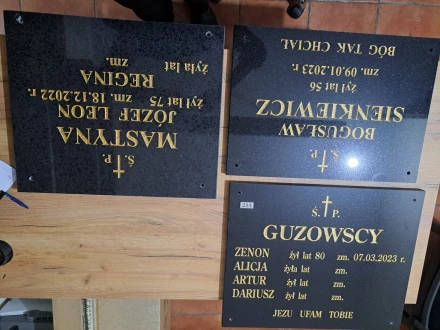 Ś. P.
MASTYNA
JÓZEF LEON
żył lat 75 zm. 18.12.2022 r.
REGINA
żyła lat zm.
Ś. P.
BOGUSŁAW
SIENKIEWICZ
żył lat 56
zm. 09.01.2023 r.
BÓG TAK CHCIAŁ
Ś. P.
GUZOWSCY
ZENON żył lat 80 zm. 07.03.2023 r.
ALICJA żyła lat zm.
ARTUR żył lat zm.
DARIUSZ żył lat zm.
JEZU UFAM TOBIE